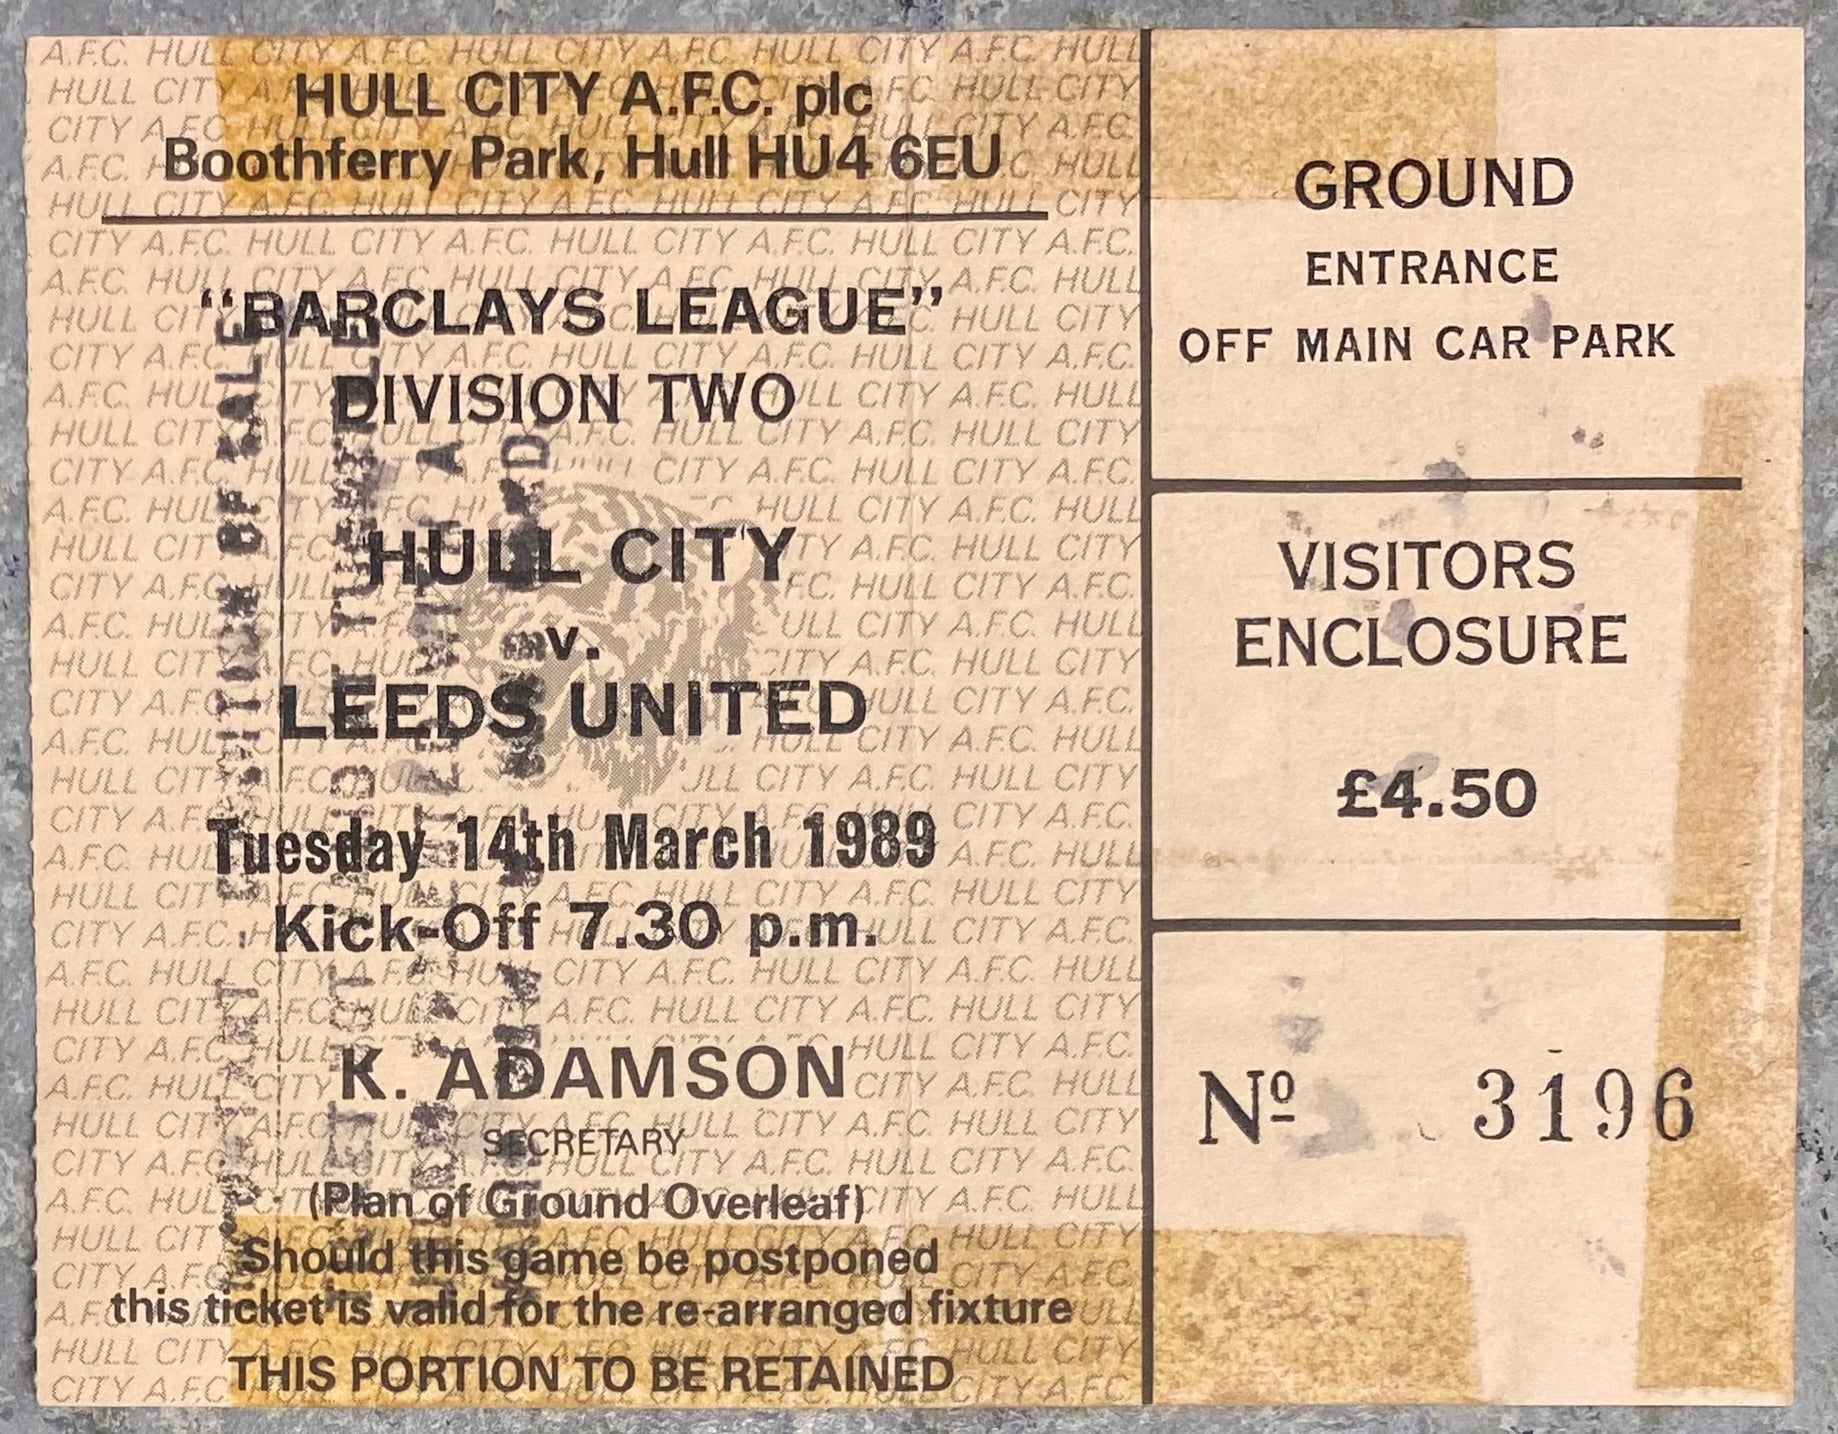 HULL CITY A.F.C. plc
Boothferry Park, Hull HU4 6EU
"BARCLAYS LEAGUE"
DIVISION TWO
HULL CITY
v.
LEEDS UNITED
Tuesday 14th March 1989
Kick-Off 7.30 p.m.
K. ADAMSON
SECRETARY
(Plan of Ground Overleaf)
Should this game be postponed
this ticket is valid for the re-arranged fixture
THIS PORTION TO BE RETAINED
GROUND
ENTRANCE
OFF MAIN CAR PARK
VISITORS
ENCLOSURE
£4.50
Nº 3196